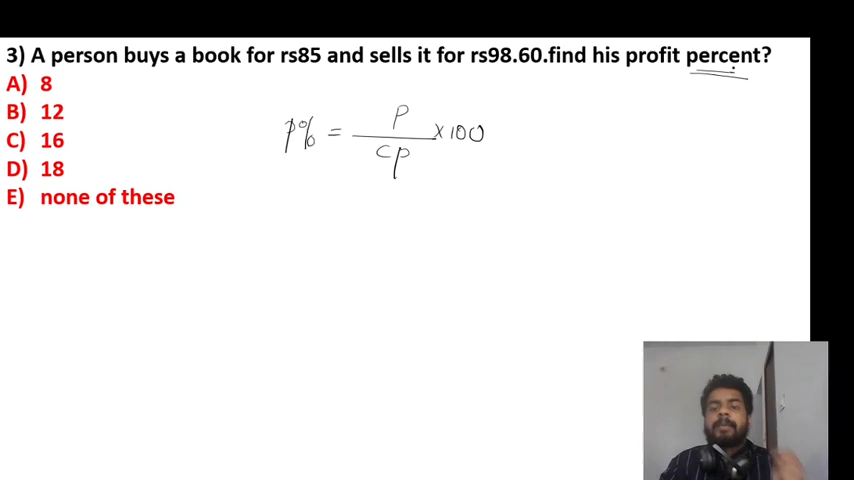 3) A person buys a book for rs85 and sells it for rs98.60.find his profit percent?
A) 8
B) 12
C) 16
D) 18
E) none of these
p% = P / CP ×100